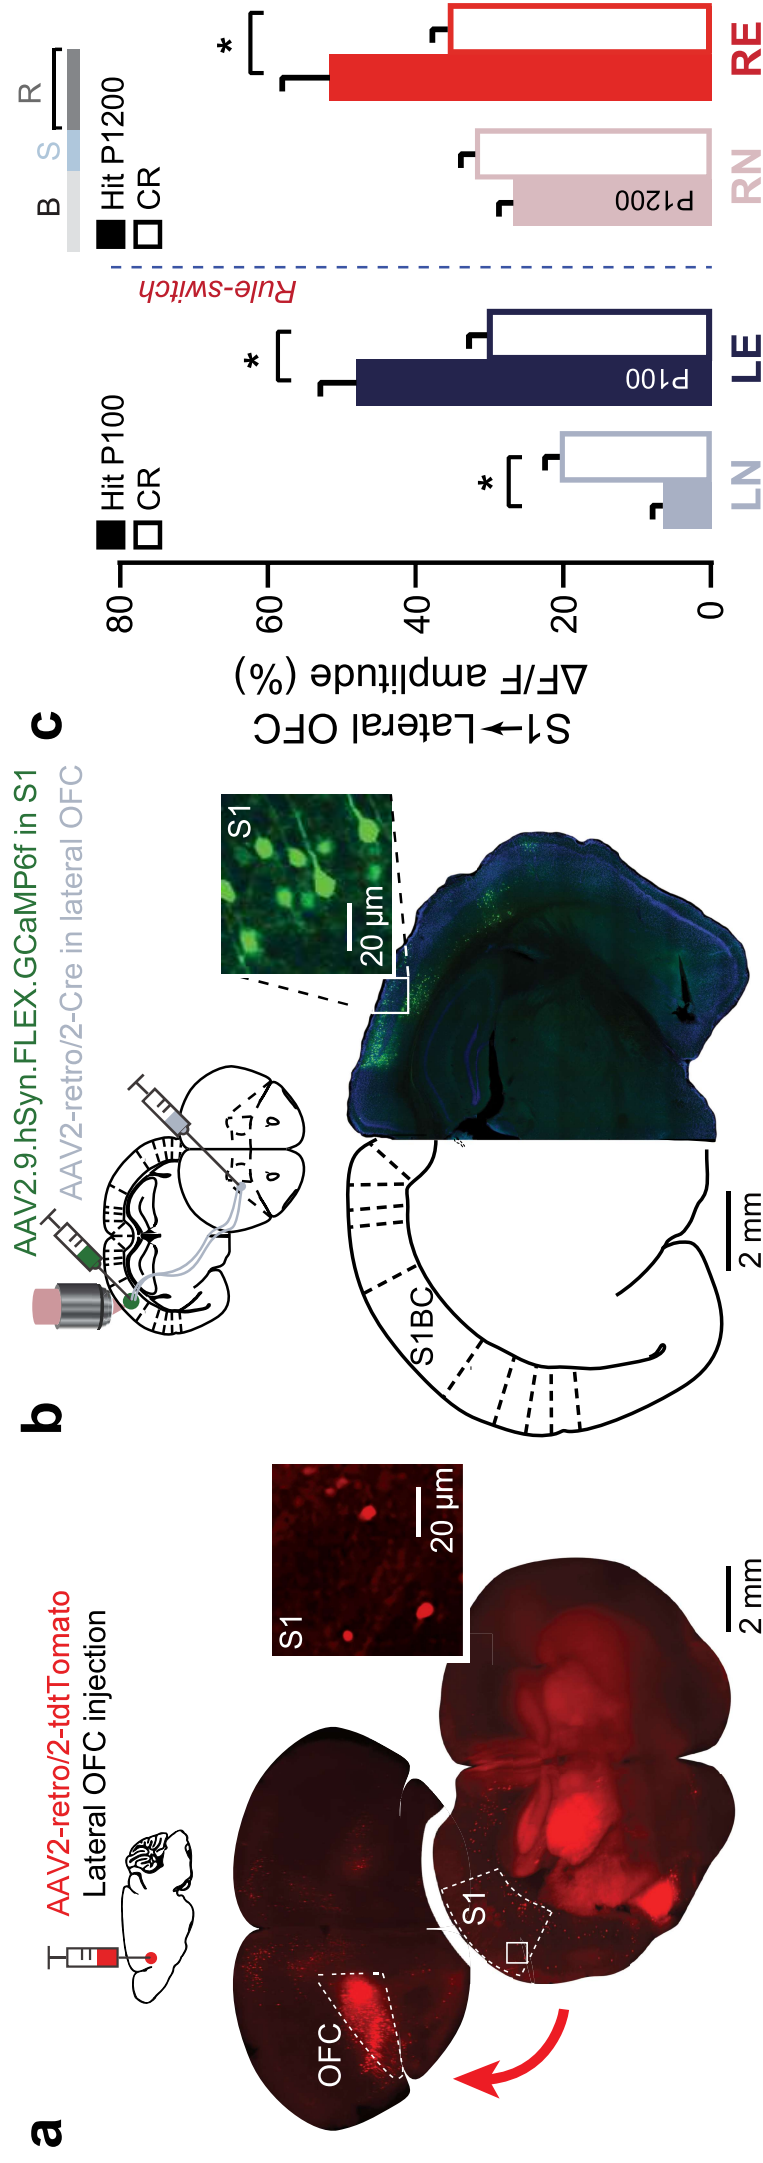 a
AAV2-retro/2-tdtTomato
Lateral OFC injection
OFC
S1
S1
20 µm
2 mm
b
AAV2.9.hSyn.FLEX.GCaMP6f in S1
AAV2-retro/2-Cre in lateral OFC
S1
20 µm
S1BC
2 mm
c
S1→Lateral OFC
ΔF/F amplitude (%)
80
60
40
20
0
Hit P100
CR
Rule-switch
B S R
Hit P1200
CR
*
*
*
P100
P1200
LN
LE
RN
RE